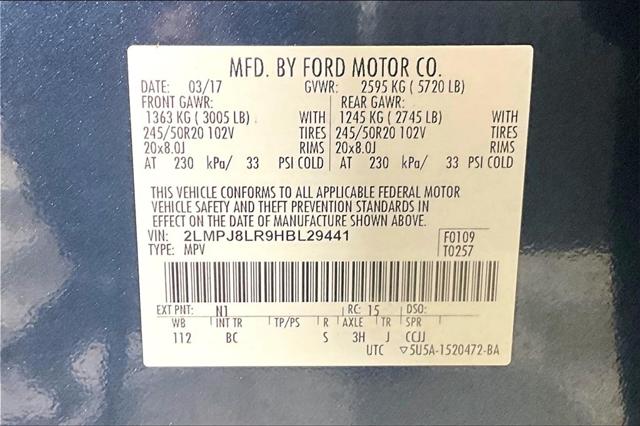 MFD. BY FORD MOTOR CO.
DATE: 03/17 GVWR: 2595 KG ( 5720 LB)
FRONT GAWR: REAR GAWR:
1363 KG ( 3005 LB) WITH 1245 KG ( 2745 LB) WITH
245/50R20 102V TIRES 245/50R20 102V TIRES
20x8.0J RIMS 20x8.0J RIMS
AT 230 kPa/ 33 PSI COLD AT 230 kPa/ 33 PSI COLD
THIS VEHICLE CONFORMS TO ALL APPLICABLE FEDERAL MOTOR
VEHICLE SAFETY AND THEFT PREVENTION STANDARDS IN
EFFECT ON THE DATE OF MANUFACTURE SHOWN ABOVE.
VIN: 2LMPJ8LR9HBL29441 F0109
TYPE: MPV T0257
EXT PNT: N1 RC: 15 DSO:
WB INT TR TP/PS R AXLE TR SPR
112 BC S 3H J CCJJ
UTC ▽5U5A-1520472-BA